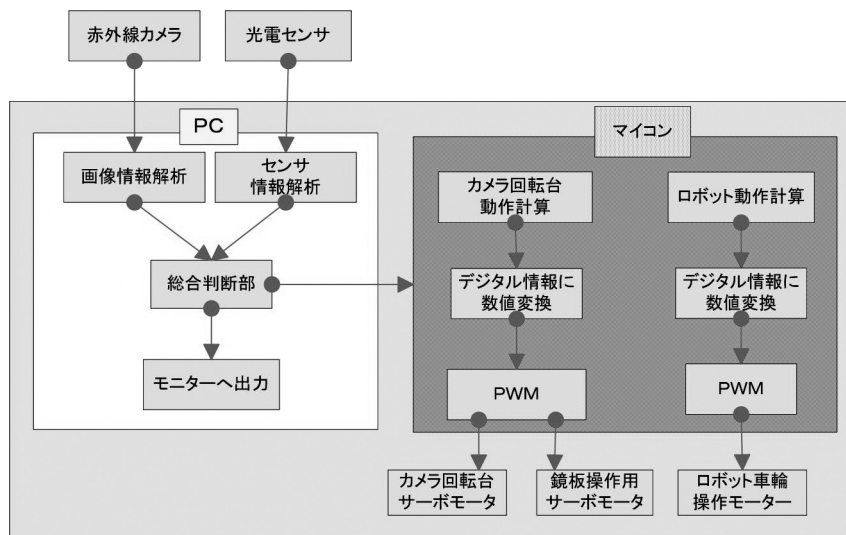 赤外線カメラ
光電センサ
PC
マイコン
画像情報解析
センサ
情報解析
カメラ回転台
動作計算
ロボット動作計算
総合判断部
デジタル情報に
数値変換
デジタル情報に
数値変換
モニターへ出力
PWM
PWM
カメラ回転台
サーボモータ
鏡板操作用
サーボモータ
ロボット車輪
操作モーター